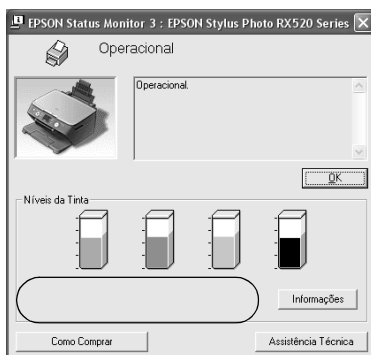 EPSON Status Monitor 3 : EPSON Stylus Photo RX520 Series
Operacional
Operacional.
OK
Níveis da Tinta
Informações
Como Comprar
Assistência Técnica